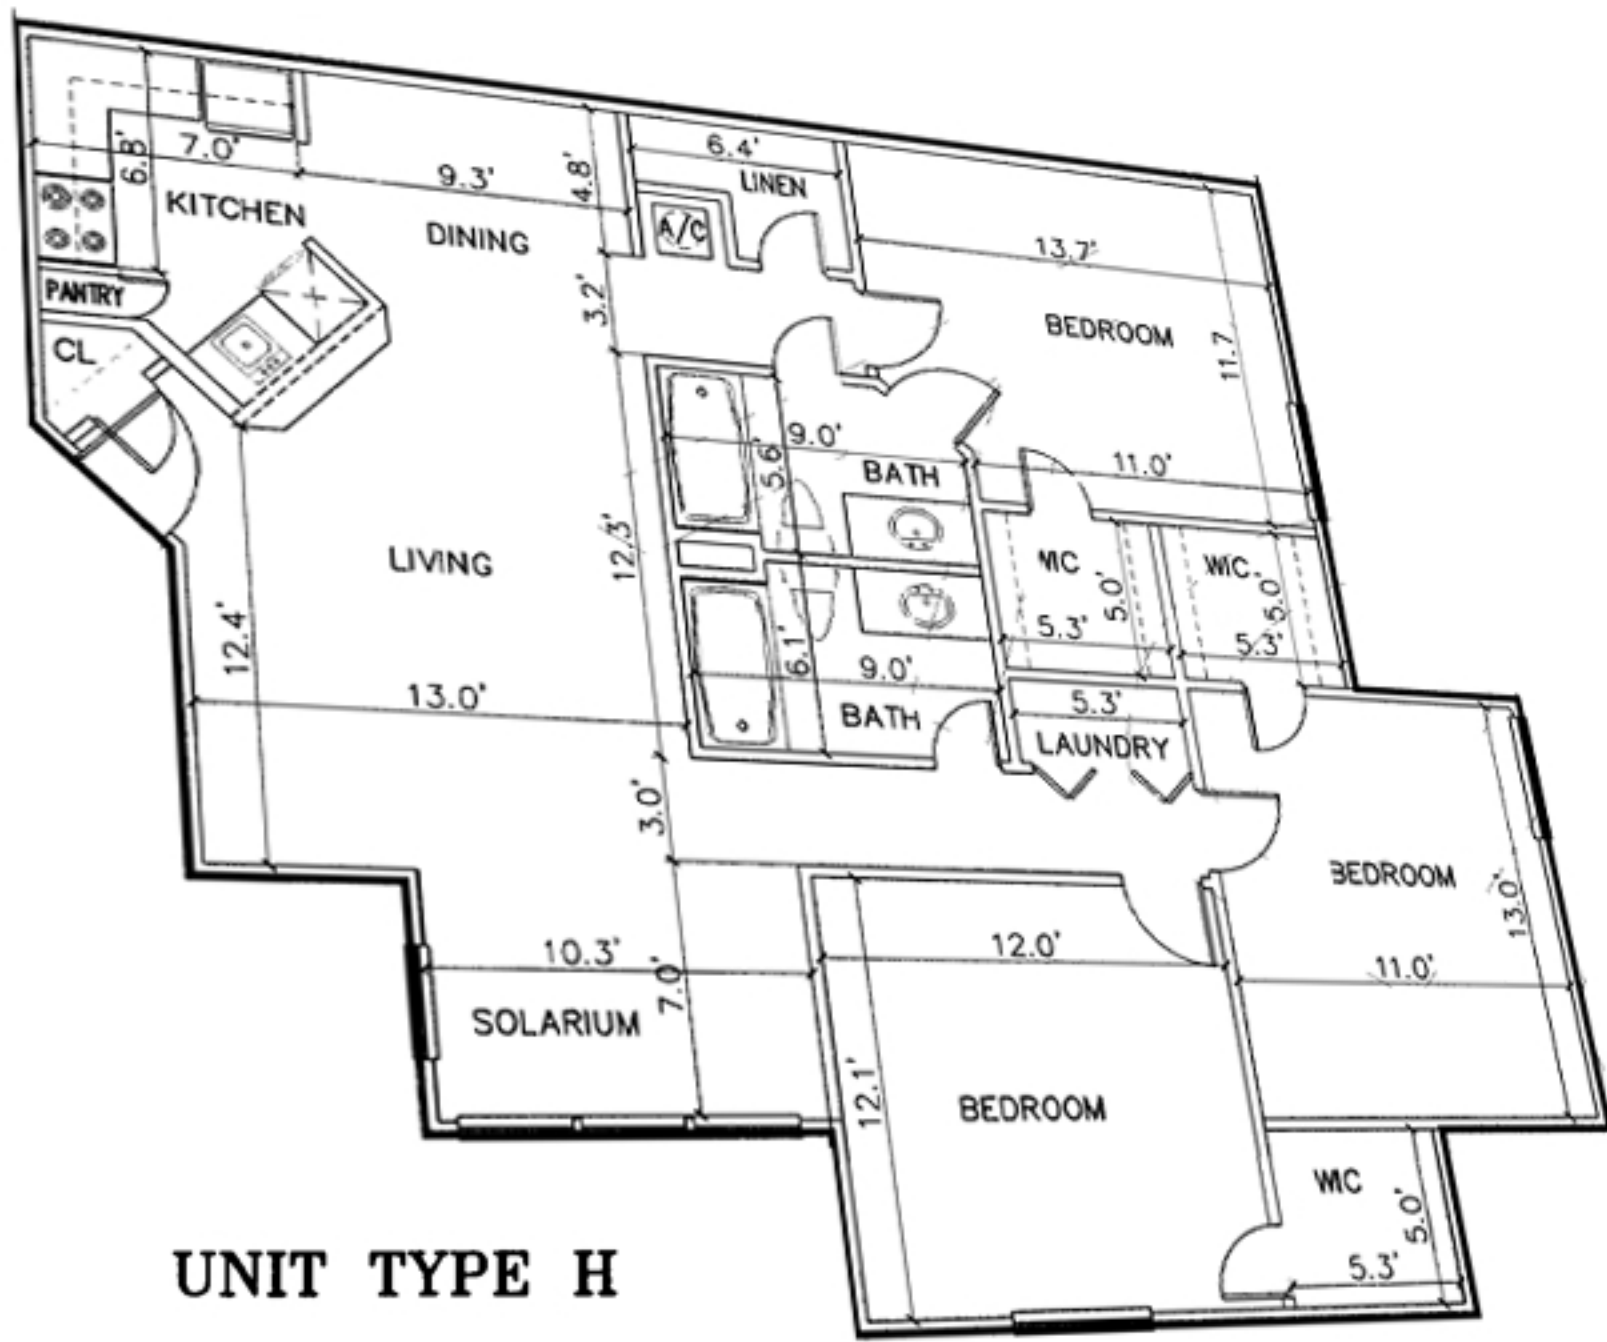 6.8'
7.0'
9.3'
4.8'
6.4'
LINEN
KITCHEN
DINING
A/C
13.7'
PANTRY
3.2'
BEDROOM
11.7
CL
9.0'
5.6'
BATH
11.0'
LIVING
12.3'
WIC
5.0'
5.3'
WIC
5.0'
5.3'
12.4'
6.1'
9.0'
13.0'
BATH
5.3'
LAUNDRY
3.0'
BEDROOM
13.0'
10.3'
7.0'
12.0'
11.0'
SOLARIUM
12.1'
BEDROOM
WIC
5.0'
5.3'
UNIT TYPE H